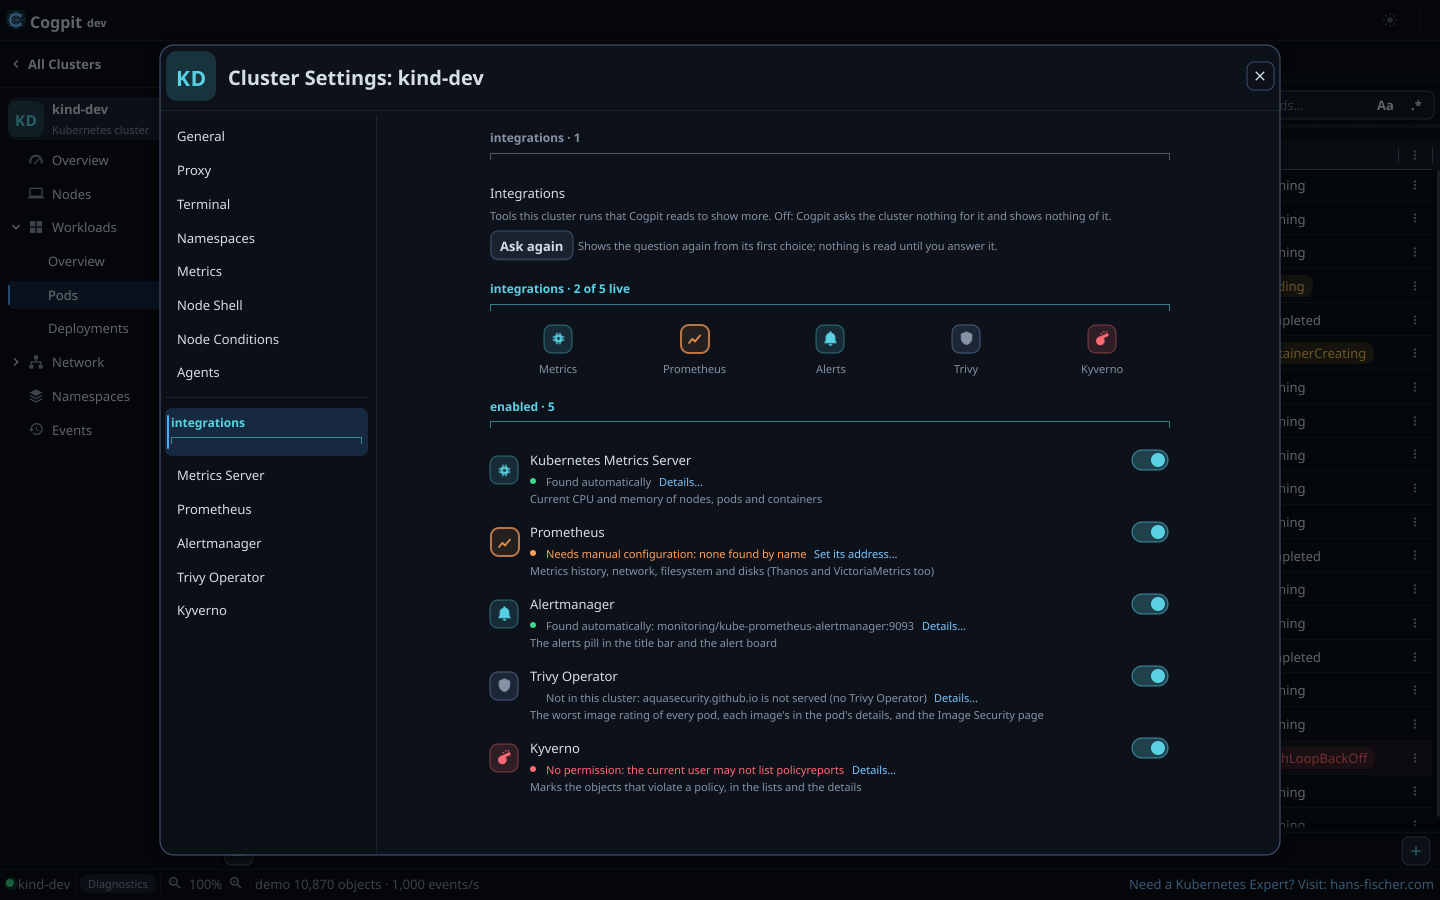 Cogpit dev
All Clusters
KD
kind-dev
Kubernetes cluster
Overview
Nodes
Workloads
Overview
Pods
Deployments
Network
Namespaces
Events
KD
Cluster Settings: kind-dev
General
Proxy
Terminal
Namespaces
Metrics
Node Shell
Node Conditions
Agents
integrations
Metrics Server
Prometheus
Alertmanager
Trivy Operator
Kyverno
integrations · 1
Integrations
Tools this cluster runs that Cogpit reads to show more. Off: Cogpit asks the cluster nothing for it and shows nothing of it.
Ask again Shows the question again from its first choice; nothing is read until you answer it.
integrations · 2 of 5 live
Metrics Prometheus Alerts Trivy Kyverno
enabled · 5
Kubernetes Metrics Server
Found automatically Details...
Current CPU and memory of nodes, pods and containers
Prometheus
Needs manual configuration: none found by name Set its address...
Metrics history, network, filesystem and disks (Thanos and VictoriaMetrics too)
Alertmanager
Found automatically: monitoring/kube-prometheus-alertmanager:9093 Details...
The alerts pill in the title bar and the alert board
Trivy Operator
Not in this cluster: aquasecurity.github.io is not served (no Trivy Operator) Details...
The worst image rating of every pod, each image's in the pod's details, and the Image Security page
Kyverno
No permission: the current user may not list policyreports Details...
Marks the objects that violate a policy, in the lists and the details
ds... Aa .*
ning
ning
ning
ding
pleted
tainerCreating
ning
ning
ning
ning
ning
pleted
ning
ning
pleted
ning
ning
hLoopBackOff
ning
ning
kind-dev Diagnostics 100% demo 10,870 objects · 1,000 events/s
Need a Kubernetes Expert? Visit: hans-fischer.com